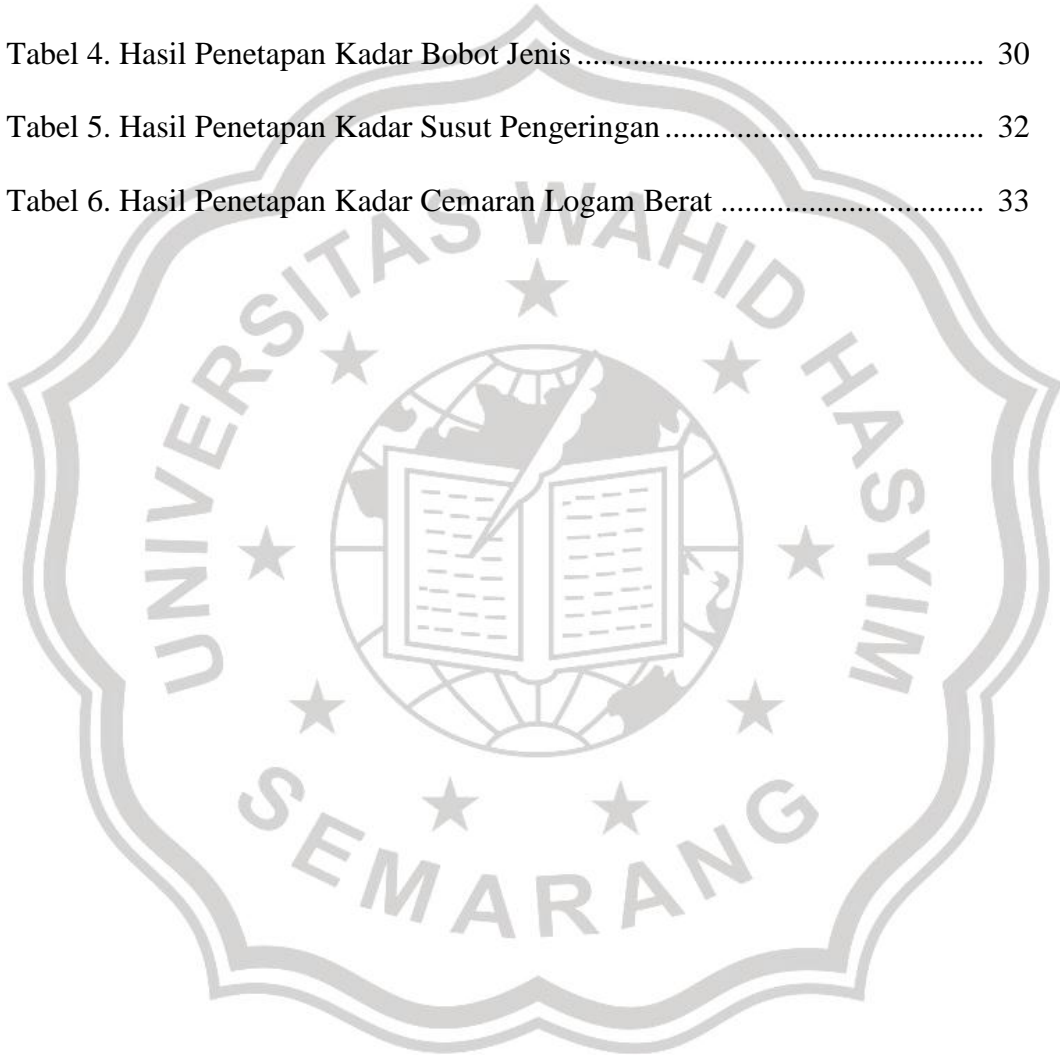 Tabel 4. Hasil Penetapan Kadar Bobot Jenis ................................................... 30
Tabel 5. Hasil Penetapan Kadar Susut Pengeringan ........................................ 32
Tabel 6. Hasil Penetapan Kadar Cemaran Logam Berat ................................. 33
UNIVERSITAS WAHID HASYIM
SEMARANG